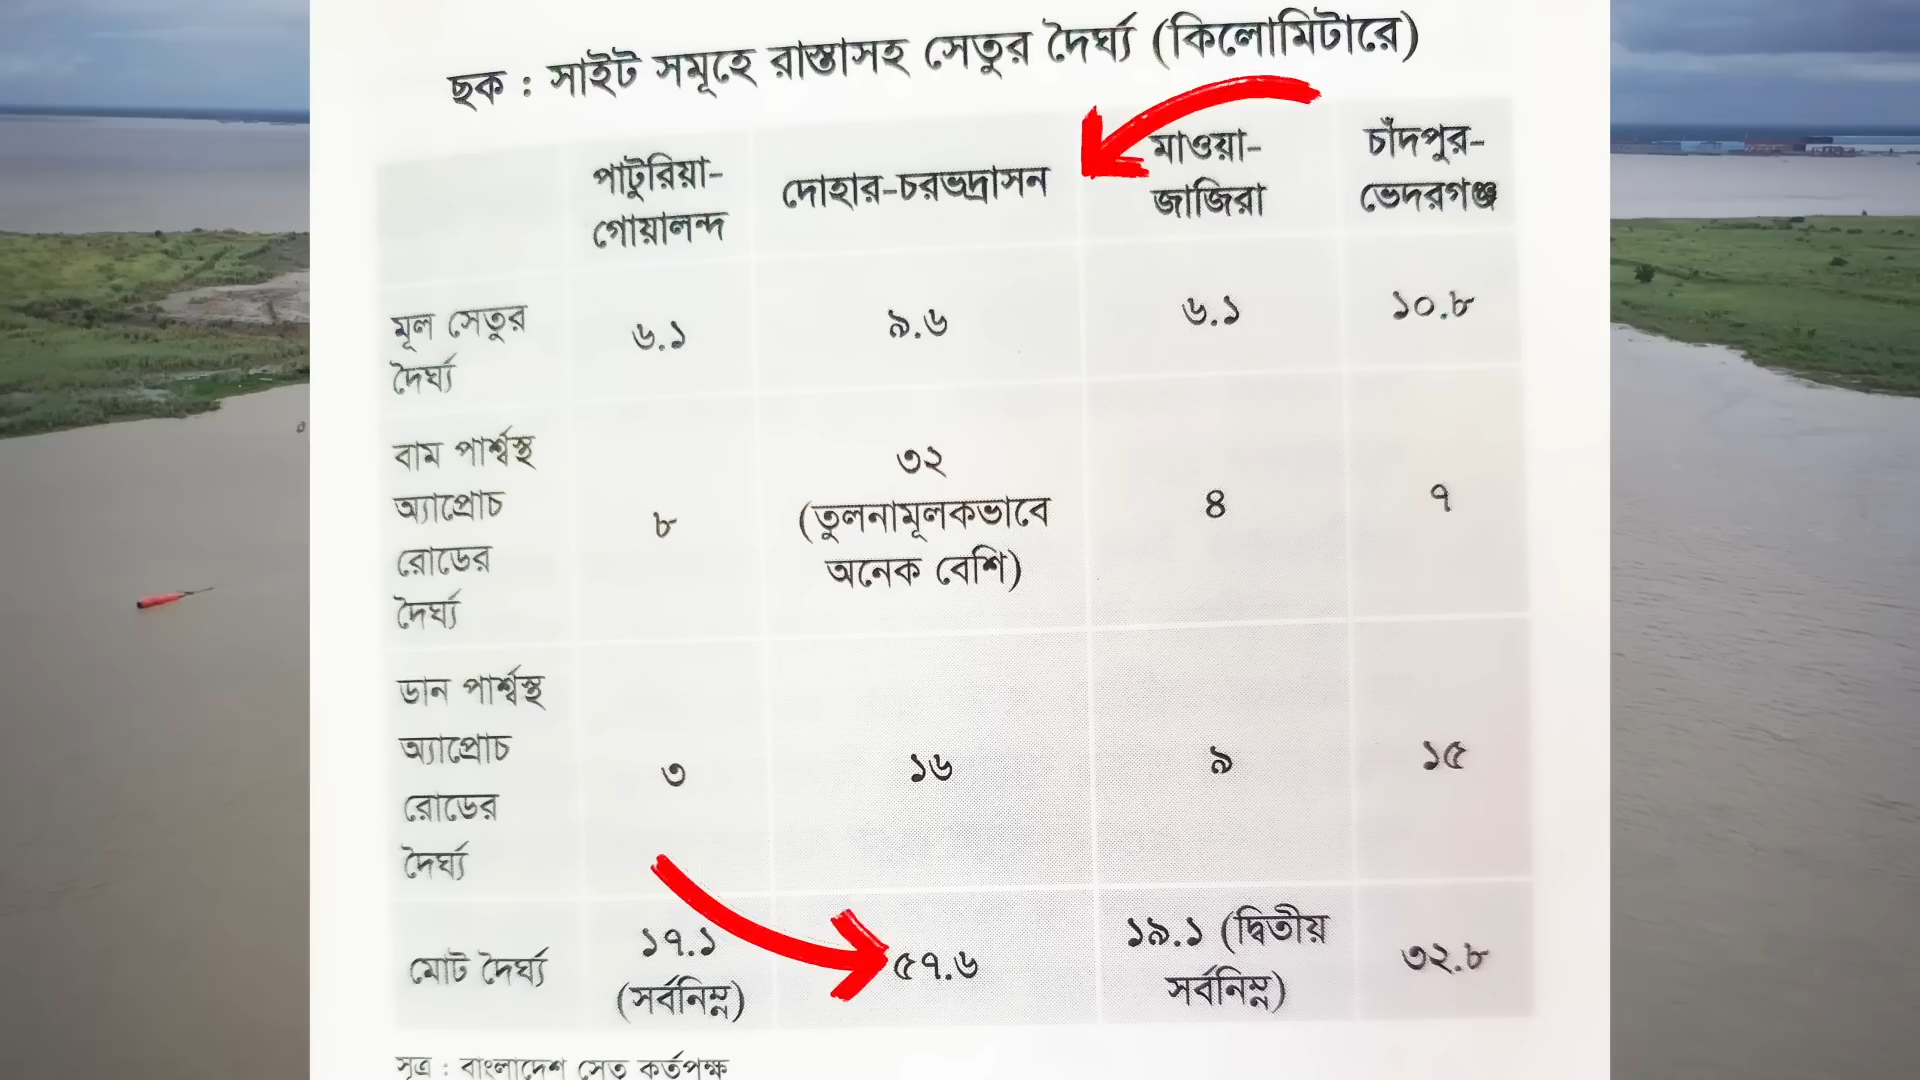 ছক : সাইট সমূহে রাস্তাসহ সেতুর দৈর্ঘ্য (কিলোমিটারে)
পাটুরিয়া-
গোয়ালন্দ
দোহার-চরভদ্রাসন
মাওয়া-
জাজিরা
চাঁদপুর-
ভেদরগঞ্জ
মূল সেতুর
দৈর্ঘ্য
৬.১
৯.৬
৬.১
১০.৮
বাম পার্শ্বস্থ
অ্যাপ্রোচ
রোডের
দৈর্ঘ্য
৮
৩২
(তুলনামূলকভাবে
অনেক বেশি)
৪
৭
ডান পার্শ্বস্থ
অ্যাপ্রোচ
রোডের
দৈর্ঘ্য
৩
১৬
৯
১৫
মোট দৈর্ঘ্য
১৭.১
(সর্বনিম্ন)
৫৭.৬
১৯.১ (দ্বিতীয়
সর্বনিম্ন)
৩২.৮
সূত্র : বাংলাদেশ সেতু কর্তৃপক্ষ